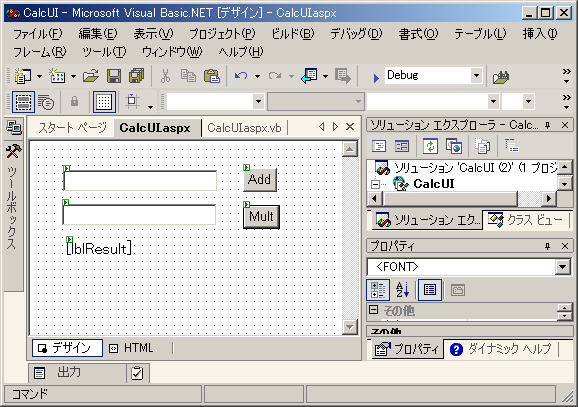 CalcUI - Microsoft Visual Basic.NET [デザイン] - CalcUIaspx
ファイル(F) 編集(E) 表示(V) プロジェクト(P) ビルド(B) デバッグ(D) 書式(O) テーブル(L) 挿入(I)
フレーム(R) ツール(T) ウィンドウ(W) ヘルプ(H)
Debug
ツールボックス
スタート ページ CalcUIaspx CalcUIaspx.vb
Add
Mult
[lblResult]
デザイン HTML
ソリューション エクスプローラ - Calc...
ソリューション 'CalcUI (2)' (1 プロジ
CalcUI
ソリューション エク... クラス ビュー
プロパティ
<FONT>
その他
その他
プロパティ ダイナミック ヘルプ
出力
コマンド